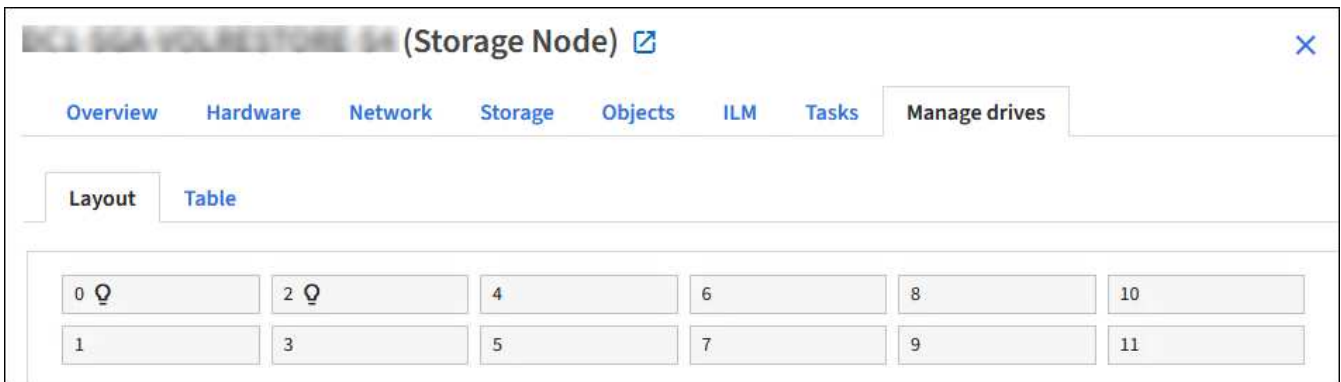 (Storage Node)
Overview Hardware Network Storage Objects ILM Tasks Manage drives
Layout Table
0 2 4 6 8 10
1 3 5 7 9 11